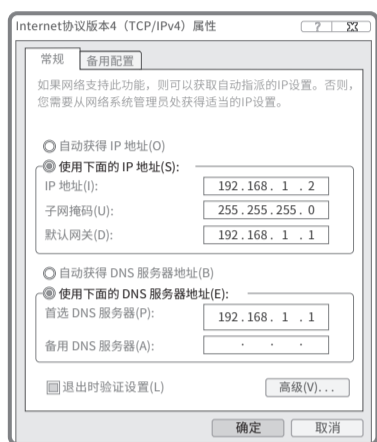 Internet协议版本4（TCP/IPv4）属性
常规 备用配置
如果网络支持此功能，则可以获取自动指派的IP设置。否则，
您需要从网络系统管理员处获得适当的IP设置。
自动获得 IP 地址(O)
使用下面的 IP 地址(S):
IP 地址(I): 192.168. 1 .2
子网掩码(U): 255.255.255.0
默认网关(D): 192.168. 1 .1
自动获得 DNS 服务器地址(B)
使用下面的 DNS 服务器地址(E):
首选 DNS 服务器(P): 192.168. 1 .1
备用 DNS 服务器(A): . . .
退出时验证设置(L) 高级(V)...
确定 取消